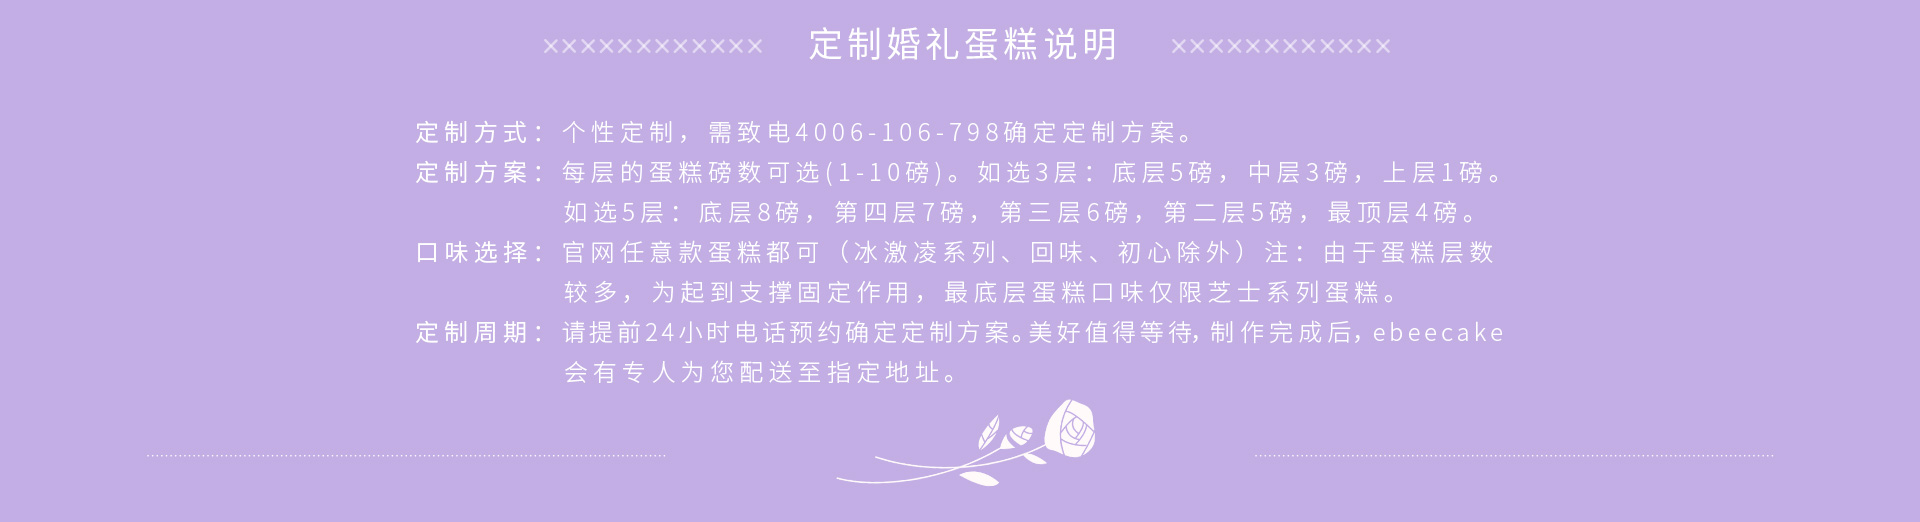 定制婚礼蛋糕说明
定制方式：个性定制，需致电4006-106-798确定定制方案。
定制方案：每层的蛋糕磅数可选(1-10磅)。如选3层：底层5磅，中层3磅，上层1磅。
如选5层：底层8磅，第四层7磅，第三层6磅，第二层5磅，最顶层4磅。
口味选择：官网任意款蛋糕都可（冰激凌系列、回味、初心除外）注：由于蛋糕层数
较多，为起到支撑固定作用，最底层蛋糕口味仅限芝士系列蛋糕。
定制周期：请提前24小时电话预约确定定制方案。美好值得等待，制作完成后，ebeecake
会有专人为您配送至指定地址。